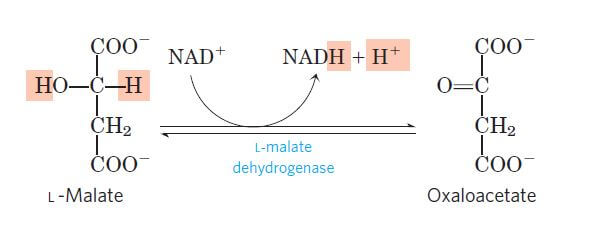 COO⁻ NAD⁺ NADH + H⁺ COO⁻
HO—C—H O=C
CH₂ CH₂
COO⁻ L-malate COO⁻
dehydrogenase
L-Malate Oxaloacetate